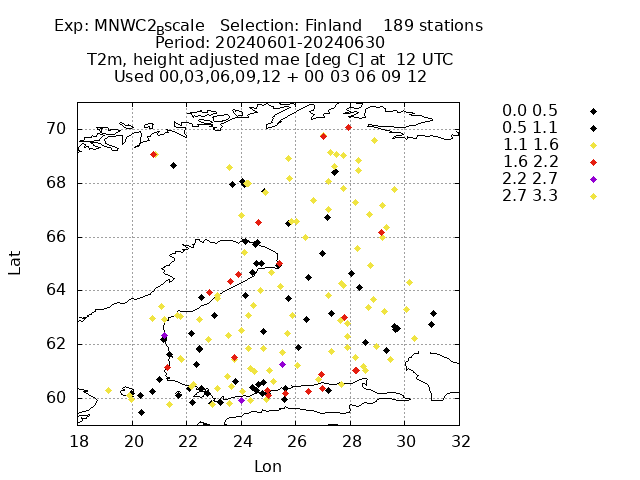 Exp: MNWC2_Bscale Selection: Finland 189 stations
Period: 20240601-20240630
T2m, height adjusted mae [deg C] at 12 UTC
Used 00,03,06,09,12 + 00 03 06 09 12
0.0 0.5
0.5 1.1
1.1 1.6
1.6 2.2
2.2 2.7
2.7 3.3
70
68
66
64
62
60
Lat
18 20 22 24 26 28 30 32
Lon